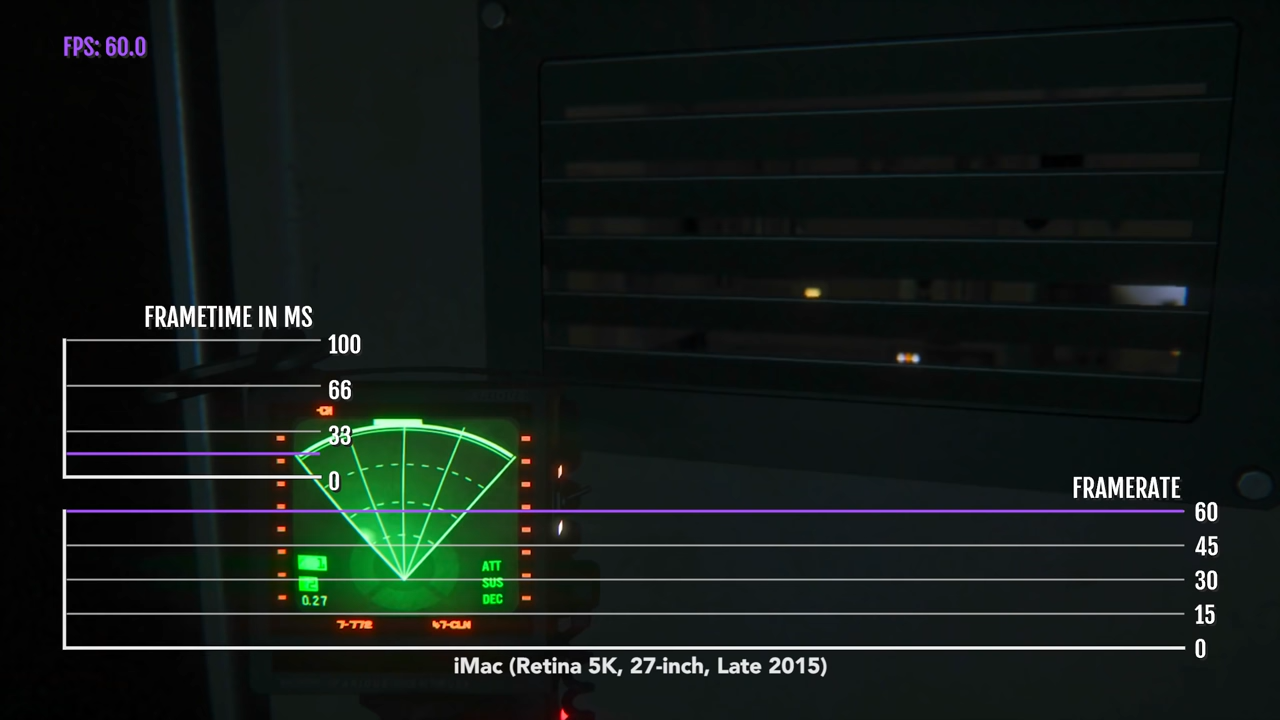 FPS: 60.0
FRAMETIME IN MS
100
66
33
0
FRAMERATE
60
45
30
15
0
ATT
SUS
DEC
0.27
7-772
47-CLN
iMac (Retina 5K, 27-inch, Late 2015)